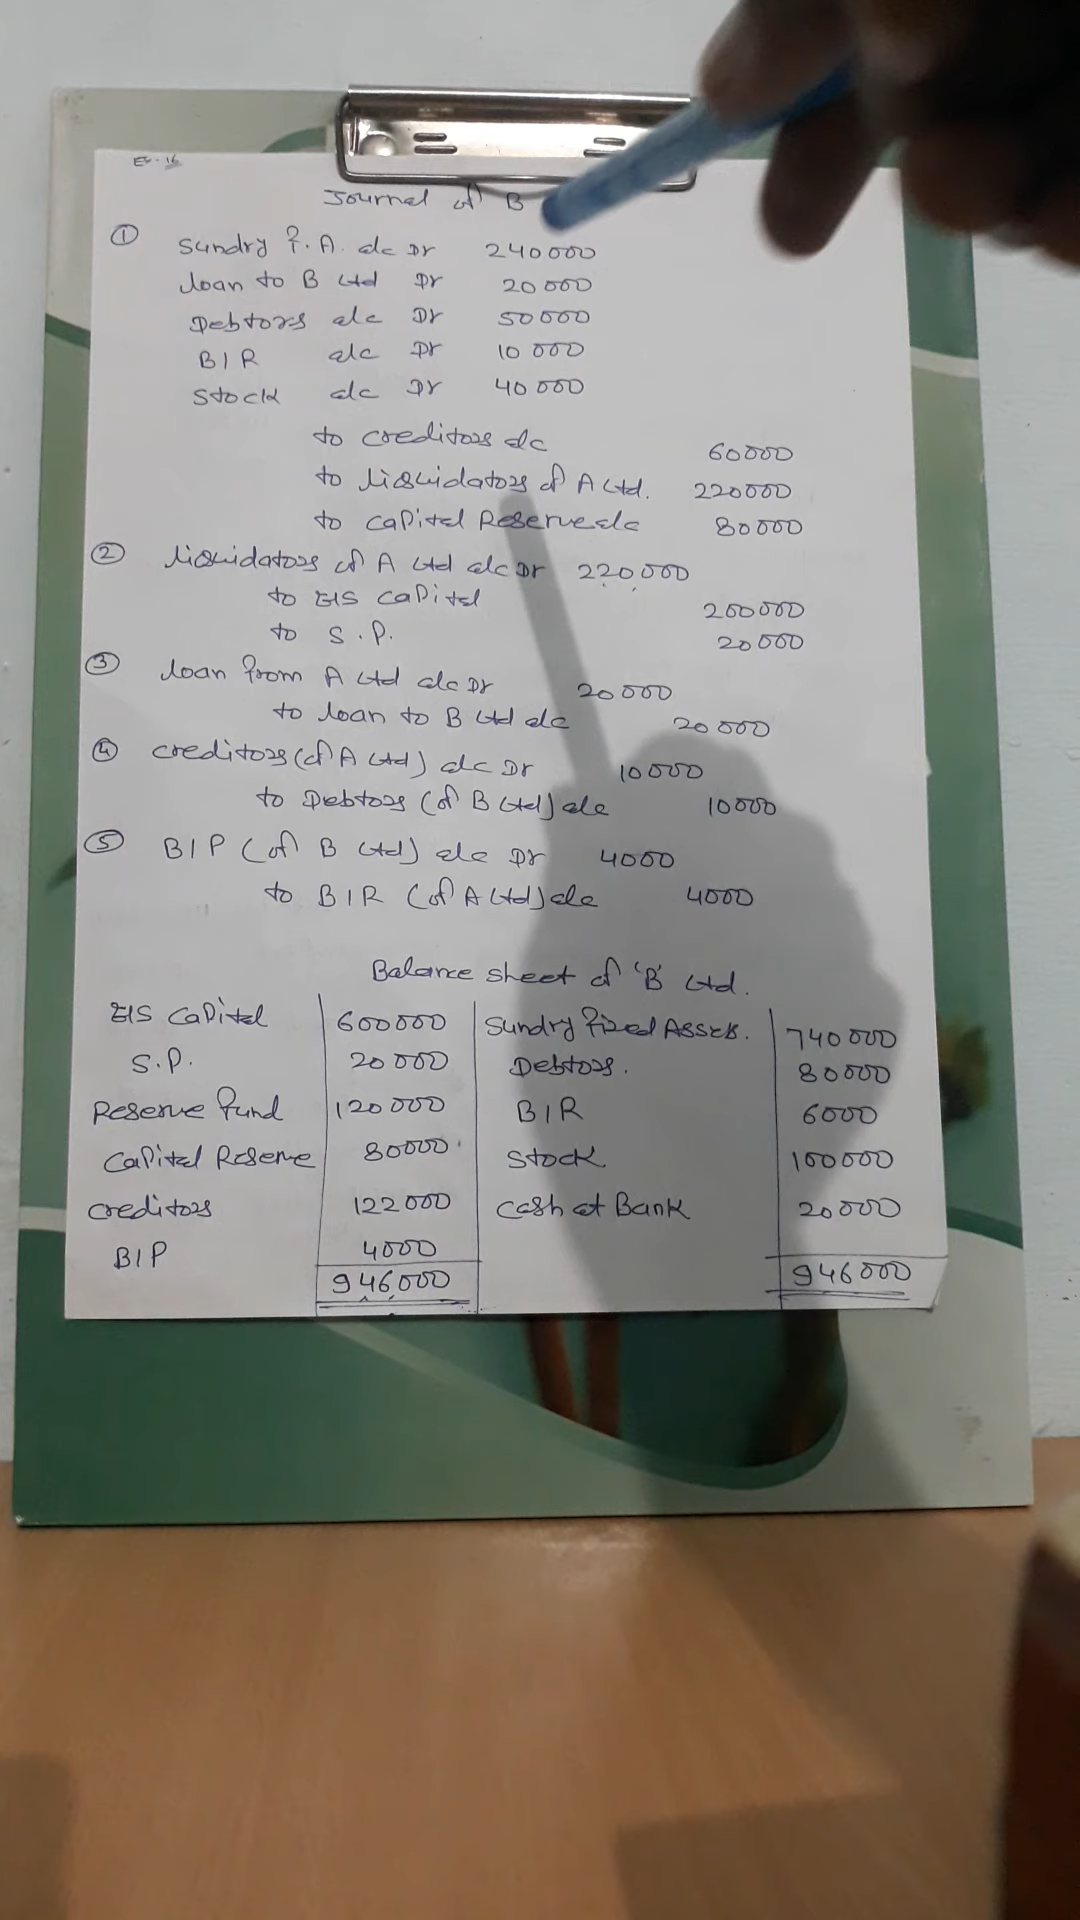 Ex-16
Journal of B
① Sundry F.A. a/c Dr 240000
loan to B Ltd Dr 20000
Debtors a/c Dr 50000
B/R a/c Dr 10000
Stock a/c Dr 40000
to creditors a/c 60000
to liquidators of A Ltd. 220000
to capital Reserve a/c 80000
② liquidators of A Ltd a/c Dr 220,000
to E/S capital 200000
to S.P. 20000
③ loan from A Ltd a/c Dr 20000
to loan to B Ltd a/c 20000
④ creditors (of A Ltd) a/c Dr 10000
to Debtors (of B Ltd) a/c 10000
⑤ B/P (of B Ltd) a/c Dr 4000
to B/R (of A Ltd) a/c 4000
Balance sheet of 'B' Ltd.
E/S Capital 600000 Sundry fixed Assets. 740000
S.P. 20000 Debtors. 80000
Reserve fund 120000 B/R 6000
Capital Reserve 80000 Stock 100000
creditors 122000 Cash at Bank 20000
B/P 4000
946,000 946000